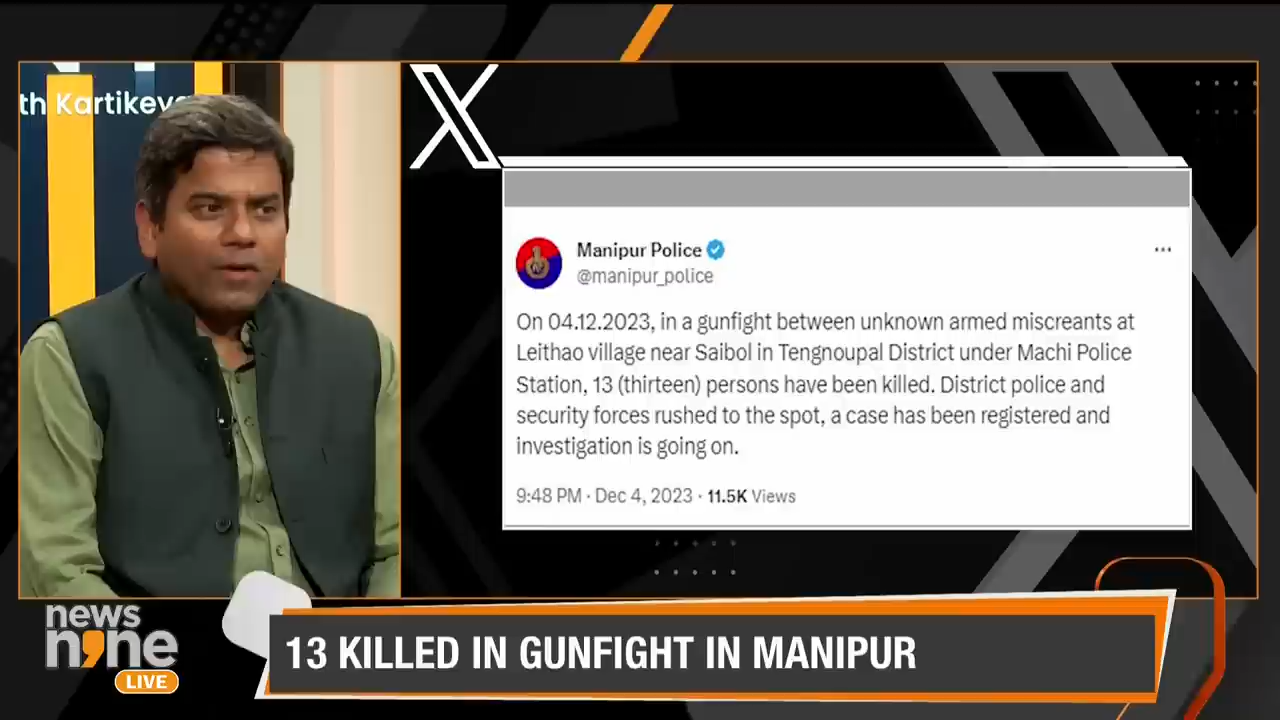 th Kartikeya
Manipur Police
@manipur_police
On 04.12.2023, in a gunfight between unknown armed miscreants at
Leithao village near Saibol in Tengnoupal District under Machi Police
Station, 13 (thirteen) persons have been killed. District police and
security forces rushed to the spot, a case has been registered and
investigation is going on.
9:48 PM · Dec 4, 2023 · 11.5K Views
news
n9ne
LIVE
13 KILLED IN GUNFIGHT IN MANIPUR